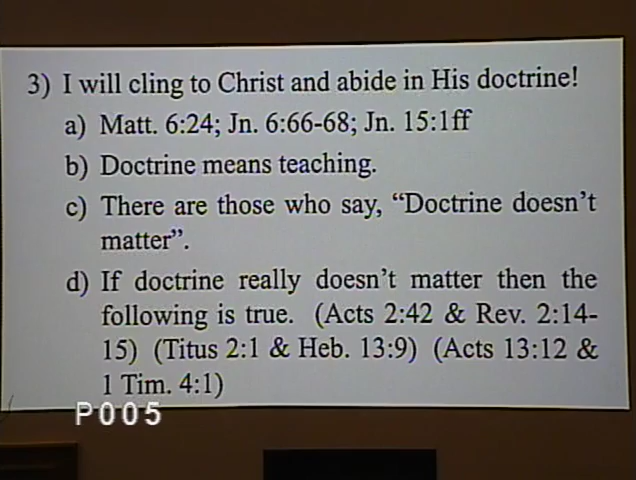 3) I will cling to Christ and abide in His doctrine!
a) Matt. 6:24; Jn. 6:66-68; Jn. 15:1ff
b) Doctrine means teaching.
c) There are those who say, “Doctrine doesn’t
matter”.
d) If doctrine really doesn’t matter then the
following is true. (Acts 2:42 & Rev. 2:14-
15) (Titus 2:1 & Heb. 13:9) (Acts 13:12 &
1 Tim. 4:1)
P005